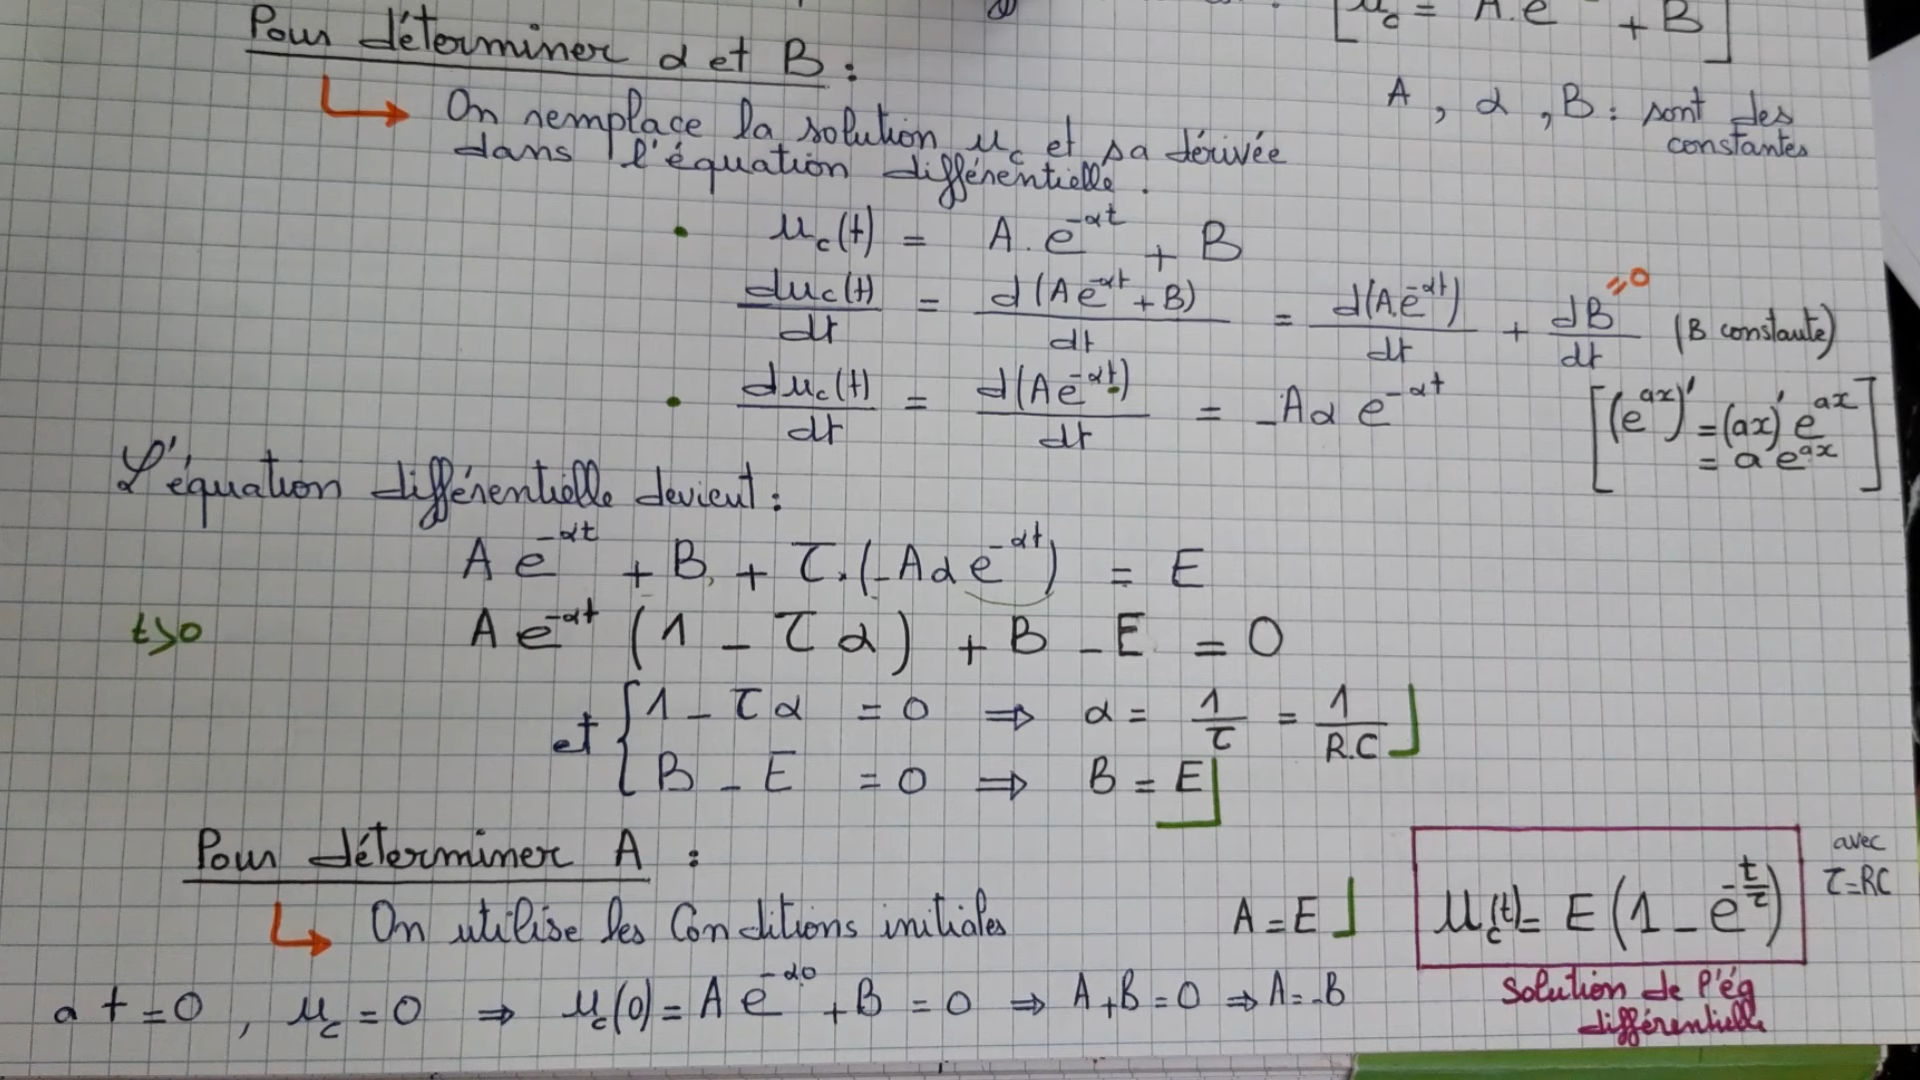 [u_c = A.e + B]
Pour déterminer α et B :
A, α, B : sont des constantes
On remplace la solution u_c et sa dérivée
dans l'équation différentielle.
• u_c(t) = A.e^{-αt} + B
du_c(t)/dt = d(Ae^{-αt} + B)/dt = d(A.e^{-αt})/dt + dB/dt = 0 (B constante)
• du_c(t)/dt = d(Ae^{-αt})/dt = -Aα e^{-αt}
[(e^{ax})' = (ax)' e^{ax}
= a e^{ax}]
L'équation différentielle devient :
A e^{-αt} + B + τ.(-Aα e^{-αt}) = E
t>0 A e^{-αt} (1 - τα) + B - E = 0
et { 1 - τα = 0 ⇒ α = 1/τ = 1/R.C
B - E = 0 ⇒ B = E
Pour déterminer A :
On utilise les Conditions initiales
A = E
u_c(t) = E(1 - e^{-t/τ})
avec
τ=RC
a t = 0, u_c = 0 ⇒ u_c(0) = A e^{-α0} + B = 0 ⇒ A+B = 0 ⇒ A = -B
Solution de l'éq
différentielle